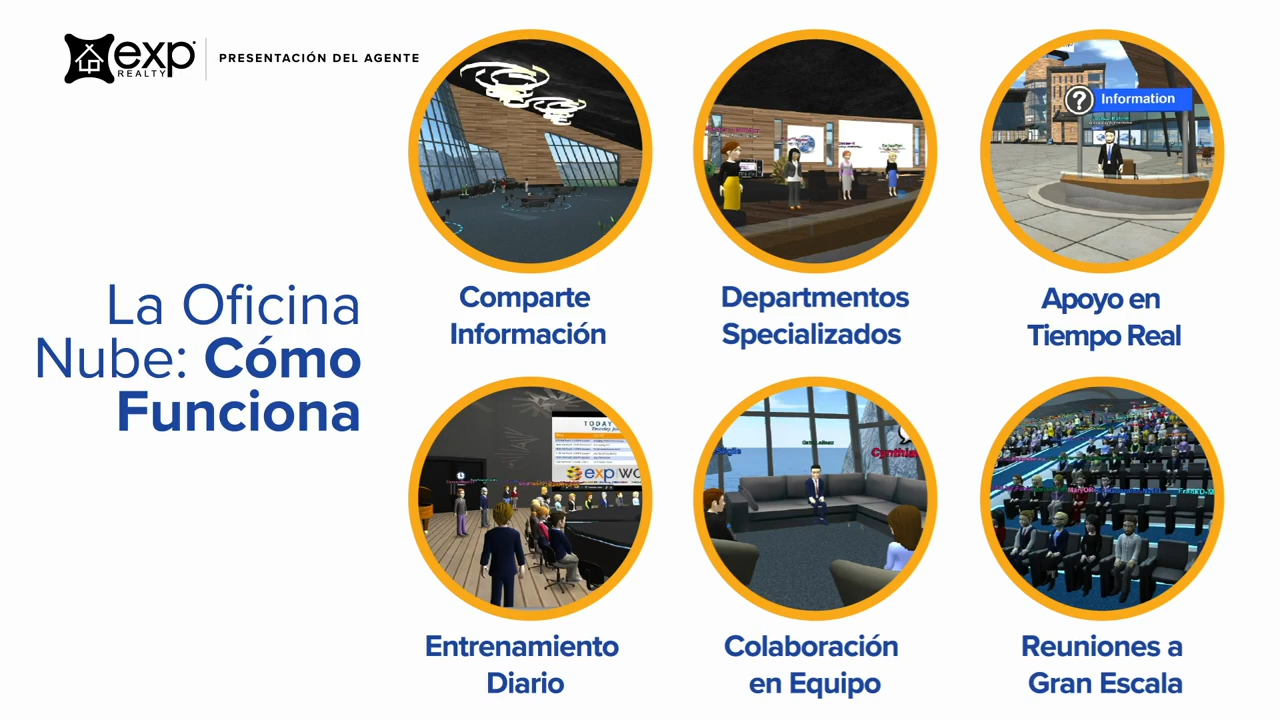 exp
REALTY
PRESENTACIÓN DEL AGENTE
La Oficina
Nube: Cómo
Funciona
Comparte
Información
Departmentos
Specializados
Information
Apoyo en
Tiempo Real
TODAY
exp WO
Entrenamiento
Diario
Colaboración
en Equipo
Reuniones a
Gran Escala